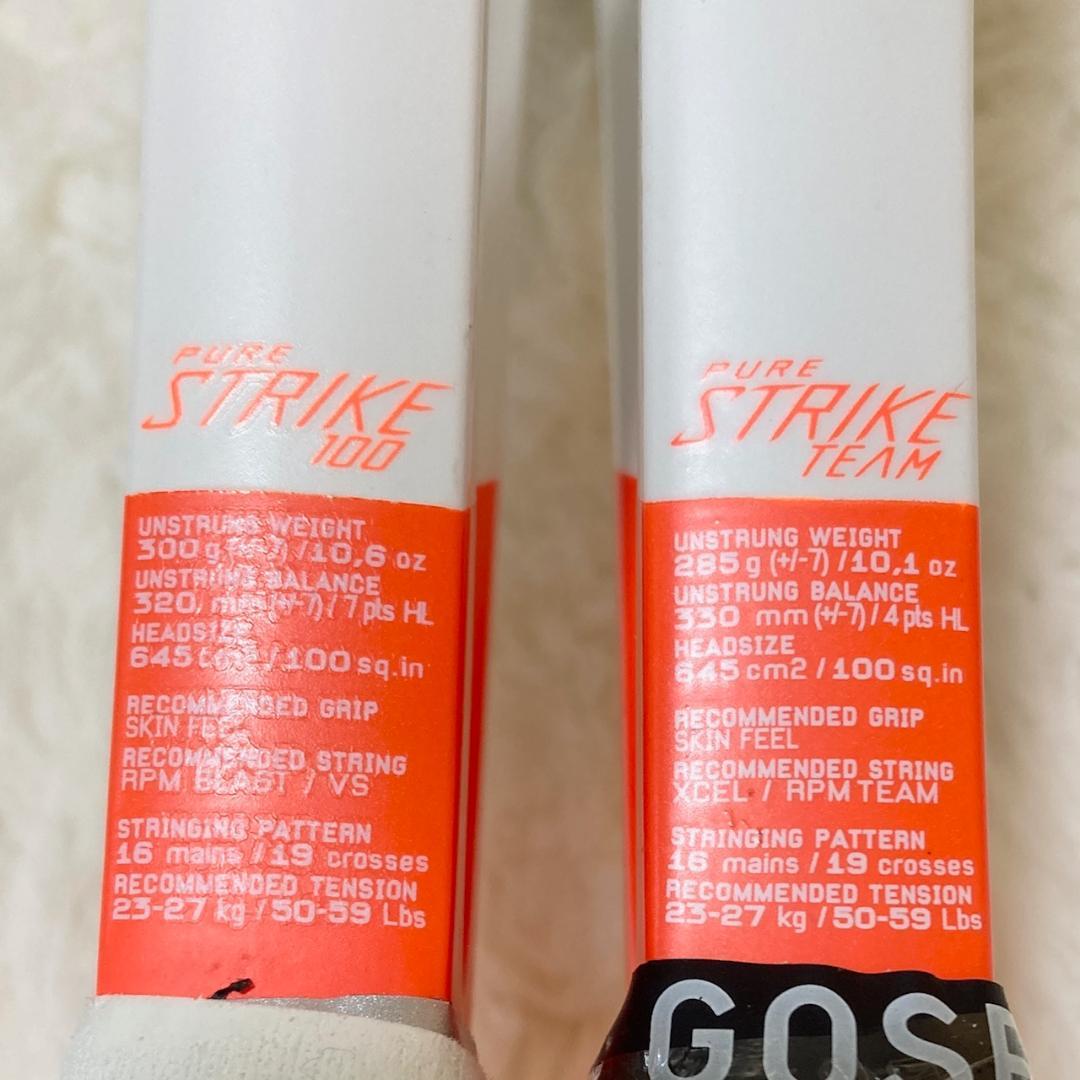 PURE
STRIKE
100
UNSTRUNG WEIGHT
300 g (+/-7) / 10,6 oz
UNSTRUNG BALANCE
320, mm (+/-7) / 7 pts HL
HEADSIZE
645 / 100 sq.in
RECOMMENDED GRIP
SKIN FEEL
RECOMMENDED STRING
RPM BLAST / VS
STRINGING PATTERN
16 mains / 19 crosses
RECOMMENDED TENSION
23-27 kg / 50-59 Lbs
PURE
STRIKE
TEAM
UNSTRUNG WEIGHT
285 g (+/-7) / 10,1 oz
UNSTRUNG BALANCE
330 mm (+/-7) / 4 pts HL
HEADSIZE
645 cm2 / 100 sq.in
RECOMMENDED GRIP
SKIN FEEL
RECOMMENDED STRING
XCEL / RPM TEAM
STRINGING PATTERN
16 mains / 19 crosses
RECOMMENDED TENSION
23-27 kg / 50-59 Lbs